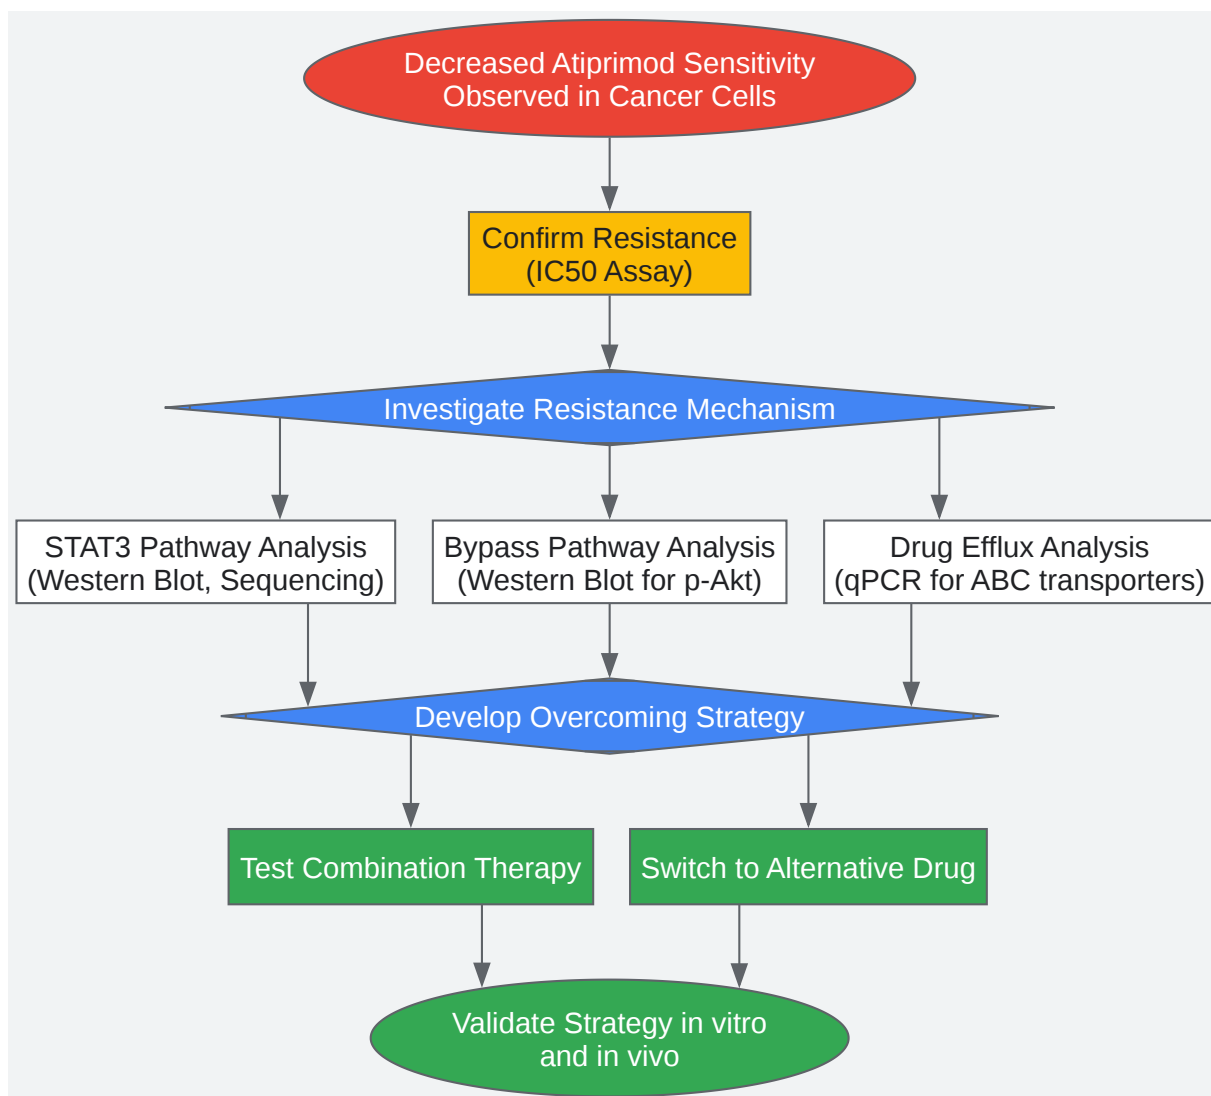 Decreased Atiprimod Sensitivity
Observed in Cancer Cells
Confirm Resistance
(IC50 Assay)
Investigate Resistance Mechanism
STAT3 Pathway Analysis
(Western Blot, Sequencing)
Bypass Pathway Analysis
(Western Blot for p-Akt)
Drug Efflux Analysis
(qPCR for ABC transporters)
Develop Overcoming Strategy
Test Combination Therapy
Switch to Alternative Drug
Validate Strategy in vitro
and in vivo